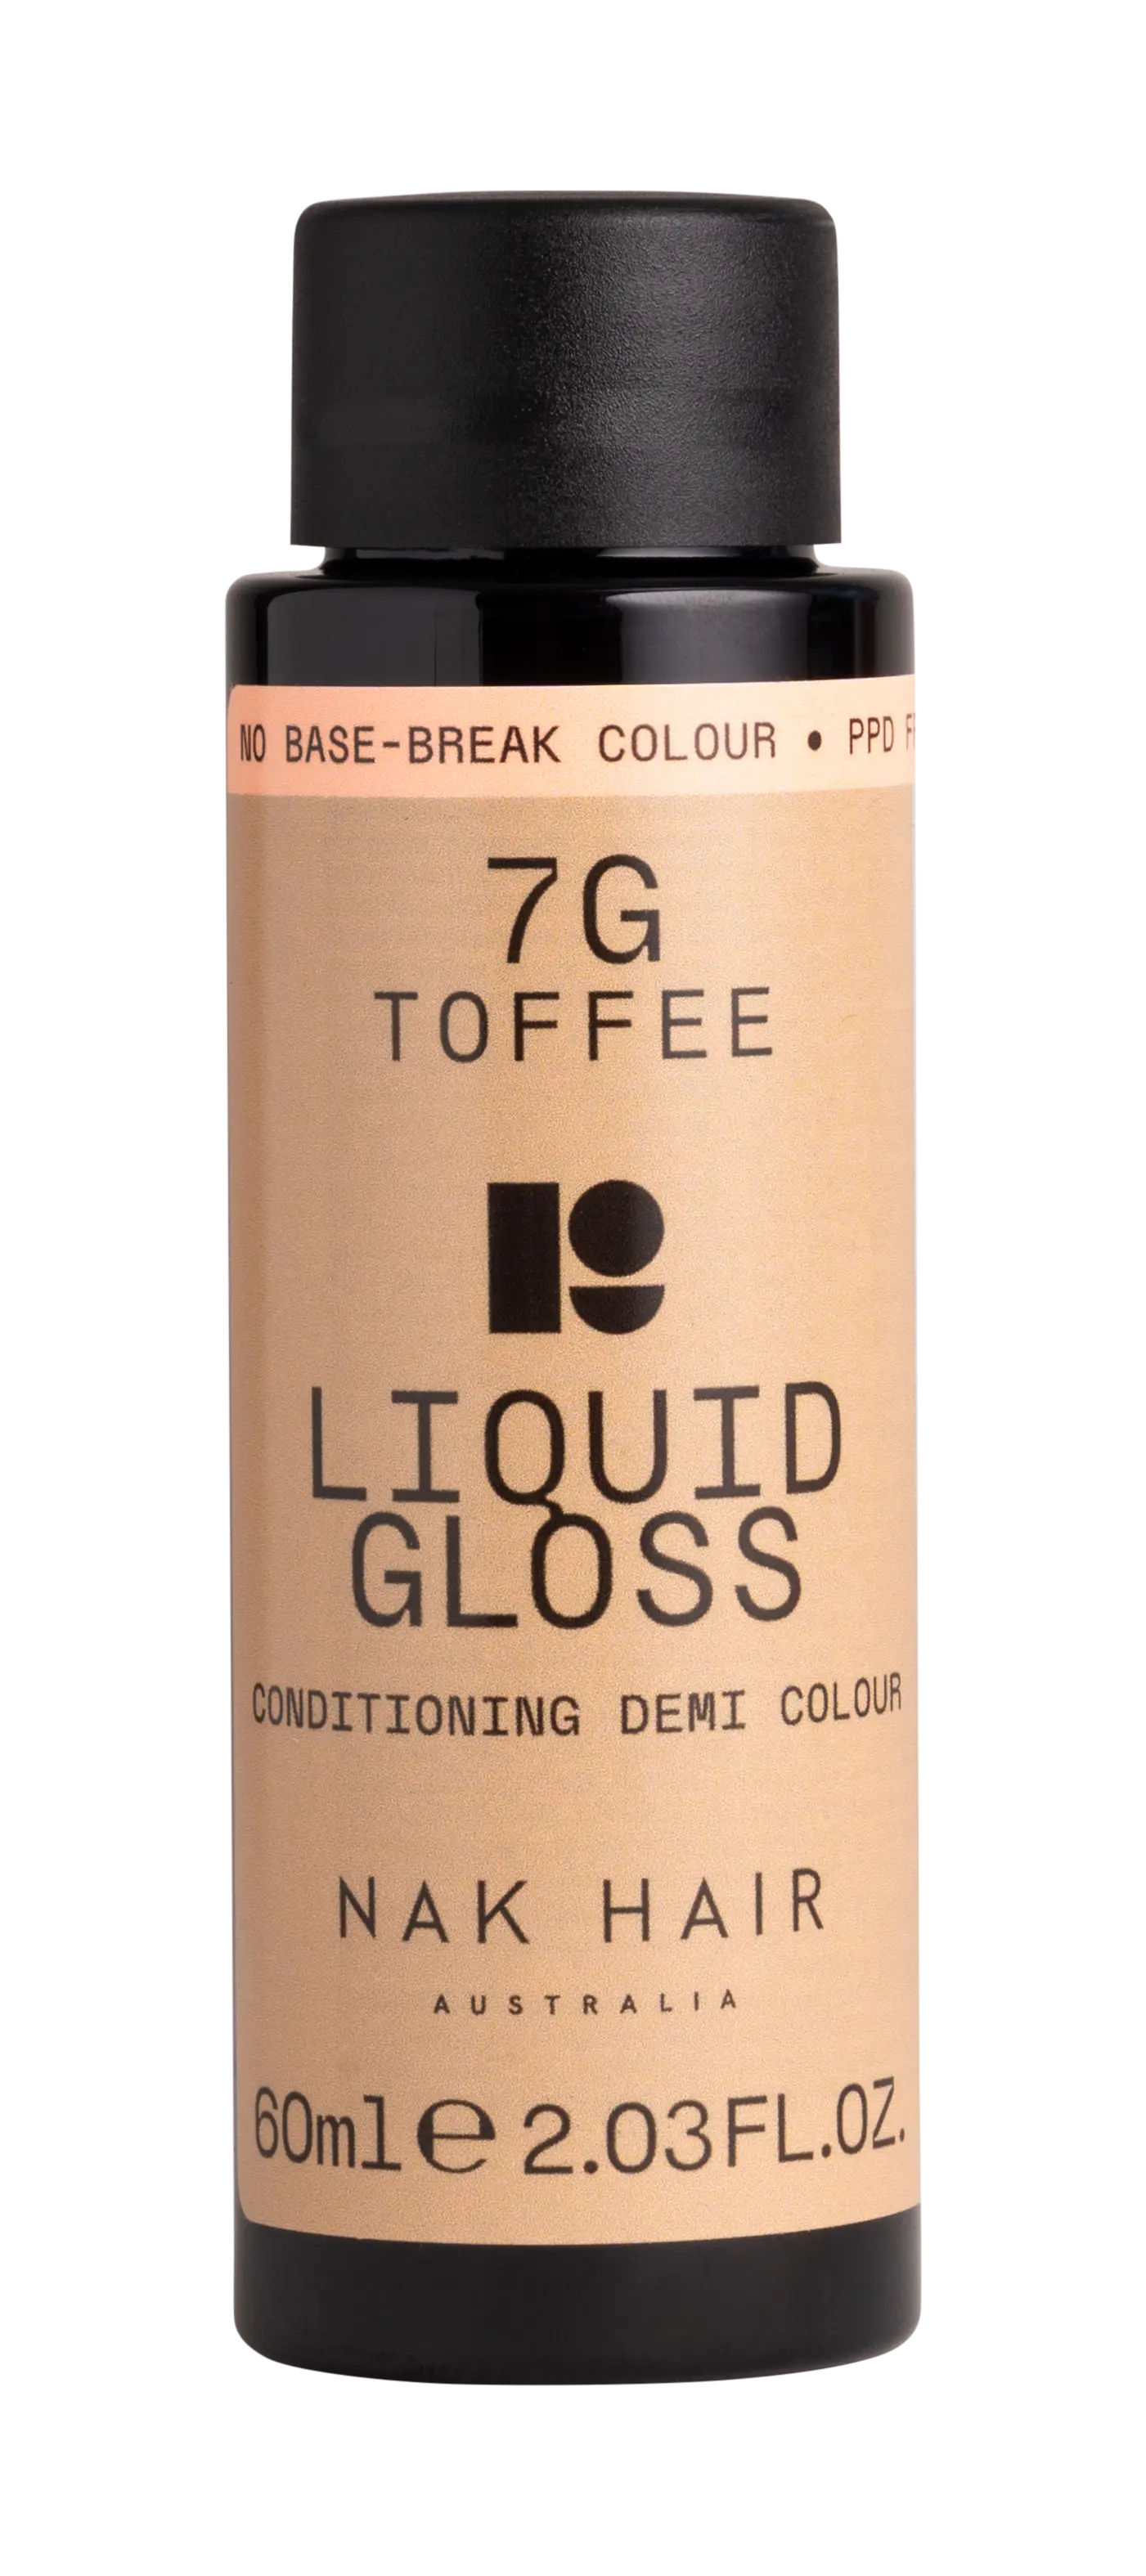 NO BASE-BREAK COLOUR • PPD
7G
TOFFEE
LIQUID
GLOSS
CONDITIONING DEMI COLOUR
NAK HAIR
AUSTRALIA
60ml℮ 2.03FL.OZ.